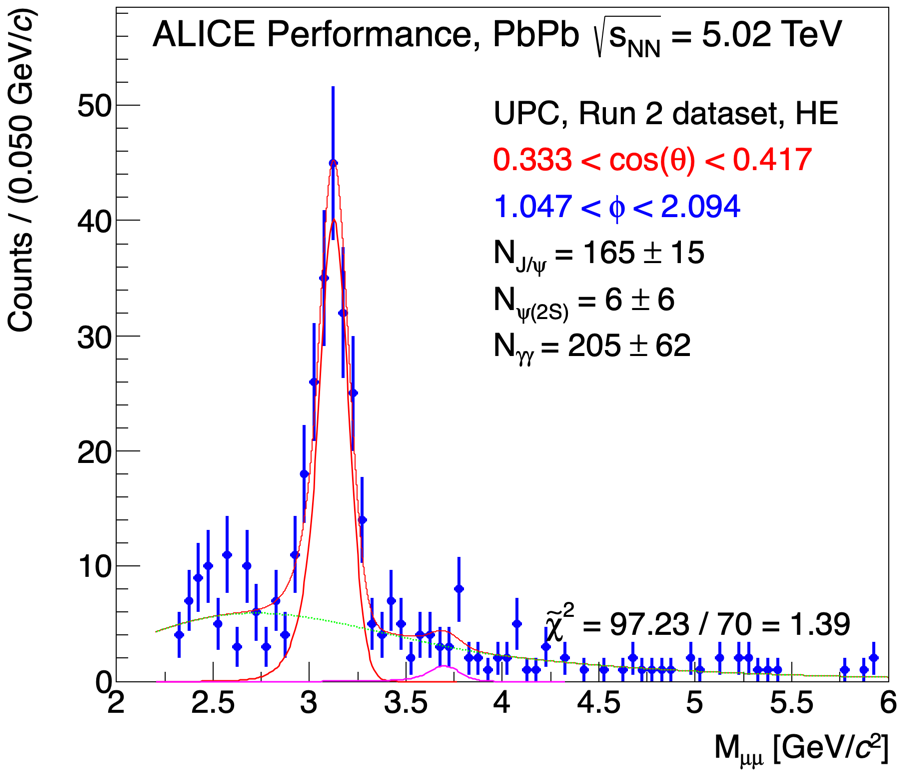 ALICE Performance, PbPb √sNN = 5.02 TeV
UPC, Run 2 dataset, HE
0.333 < cos(θ) < 0.417
1.047 < ϕ < 2.094
NJ/ψ = 165 ± 15
Nψ(2S) = 6 ± 6
Nγγ = 205 ± 62
χ̃² = 97.23 / 70 = 1.39
Counts / (0.050 GeV/c)
50
40
30
20
10
0
2 2.5 3 3.5 4 4.5 5 5.5 6
Mμμ [GeV/c²]